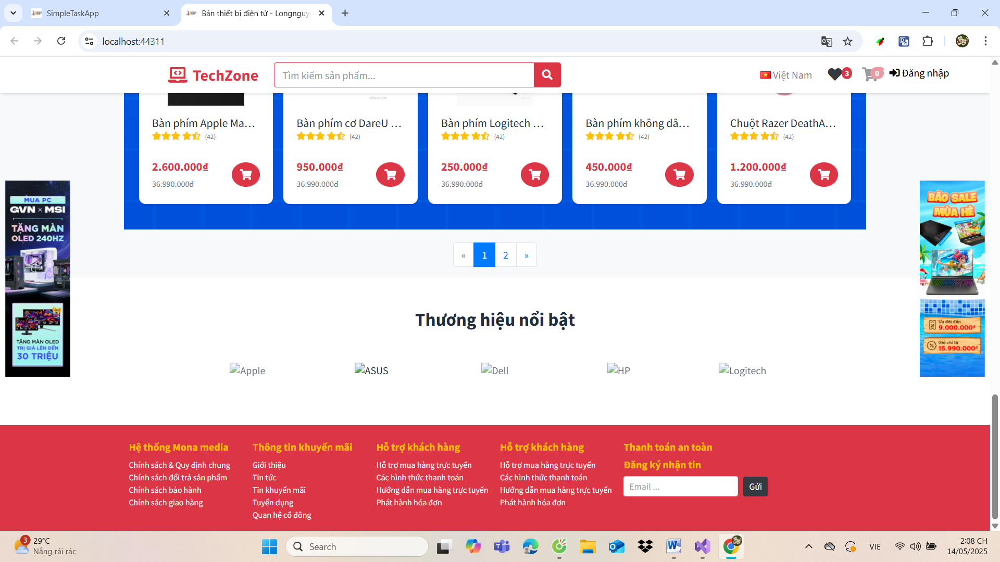 SimpleTaskApp
Bán thiết bị điện tử - Longnguy
localhost:44311
TechZone
Tìm kiếm sản phẩm...
Việt Nam
3
0
Đăng nhập
edravn.com
Bàn phím Apple Ma...
Bàn phím cơ DareU ...
Bàn phím Logitech ...
Bàn phím không dâ...
Chuột Razer DeathA...
(42)
(42)
(42)
(42)
(42)
2.600.000₫
950.000₫
250.000₫
450.000₫
1.200.000₫
36.990.000đ
36.990.000đ
36.990.000đ
36.990.000đ
36.990.000đ
MUA PC
GVN × MSI
TẶNG MÀN
OLED 240HZ
TẶNG MÀN OLED
TRỊ GIÁ LÊN ĐẾN
30 TRIỆU
BÃO SALE
MÙA HÈ
Ưu đãi đến
9.000.000đ
Giá chỉ từ
15.990.000đ
« 1 2 »
Thương hiệu nổi bật
Apple
ASUS
Dell
HP
Logitech
Hệ thống Mona media
Chính sách & Quy định chung
Chính sách đổi trả sản phẩm
Chính sách bảo hành
Chính sách giao hàng
Thông tin khuyến mãi
Giới thiệu
Tin tức
Tin khuyến mãi
Tuyển dụng
Quan hệ cổ đông
Hỗ trợ khách hàng
Hỗ trợ mua hàng trực tuyến
Các hình thức thanh toán
Hướng dẫn mua hàng trực tuyến
Phát hành hóa đơn
Hỗ trợ khách hàng
Hỗ trợ mua hàng trực tuyến
Các hình thức thanh toán
Hướng dẫn mua hàng trực tuyến
Phát hành hóa đơn
Thanh toán an toàn
Đăng ký nhận tin
Email ...
Gửi
3
29°C
Nắng rải rác
Search
VIE
2:08 CH
14/05/2025